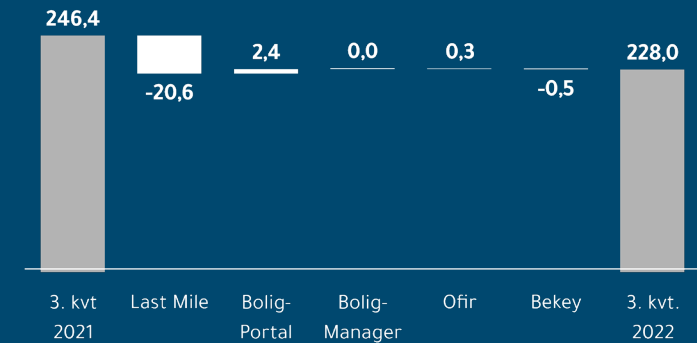 246,4
-20,6
2,4
0,0
0,3
-0,5
228,0
3. kvt
2021
Last Mile
Bolig-
Portal
Bolig-
Manager
Ofir
Bekey
3. kvt.
2022